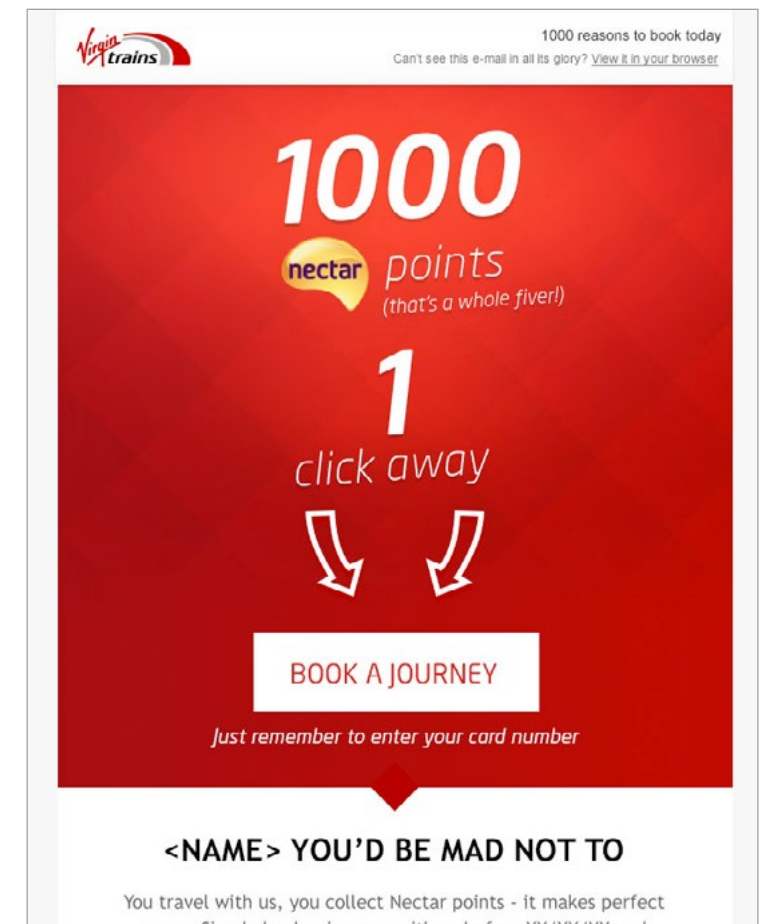 Virgin
trains
1000 reasons to book today
Can't see this e-mail in all its glory? View it in your browser
1000
nectar points
(that's a whole fiver!)
1
click away
BOOK A JOURNEY
Just remember to enter your card number
<NAME> YOU'D BE MAD NOT TO
You travel with us, you collect Nectar points - it makes perfect